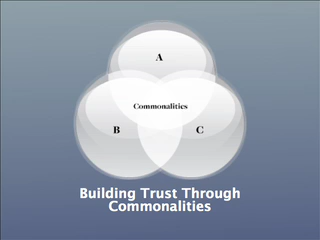 A
Commonalities
B C
Building Trust Through
Commonalities